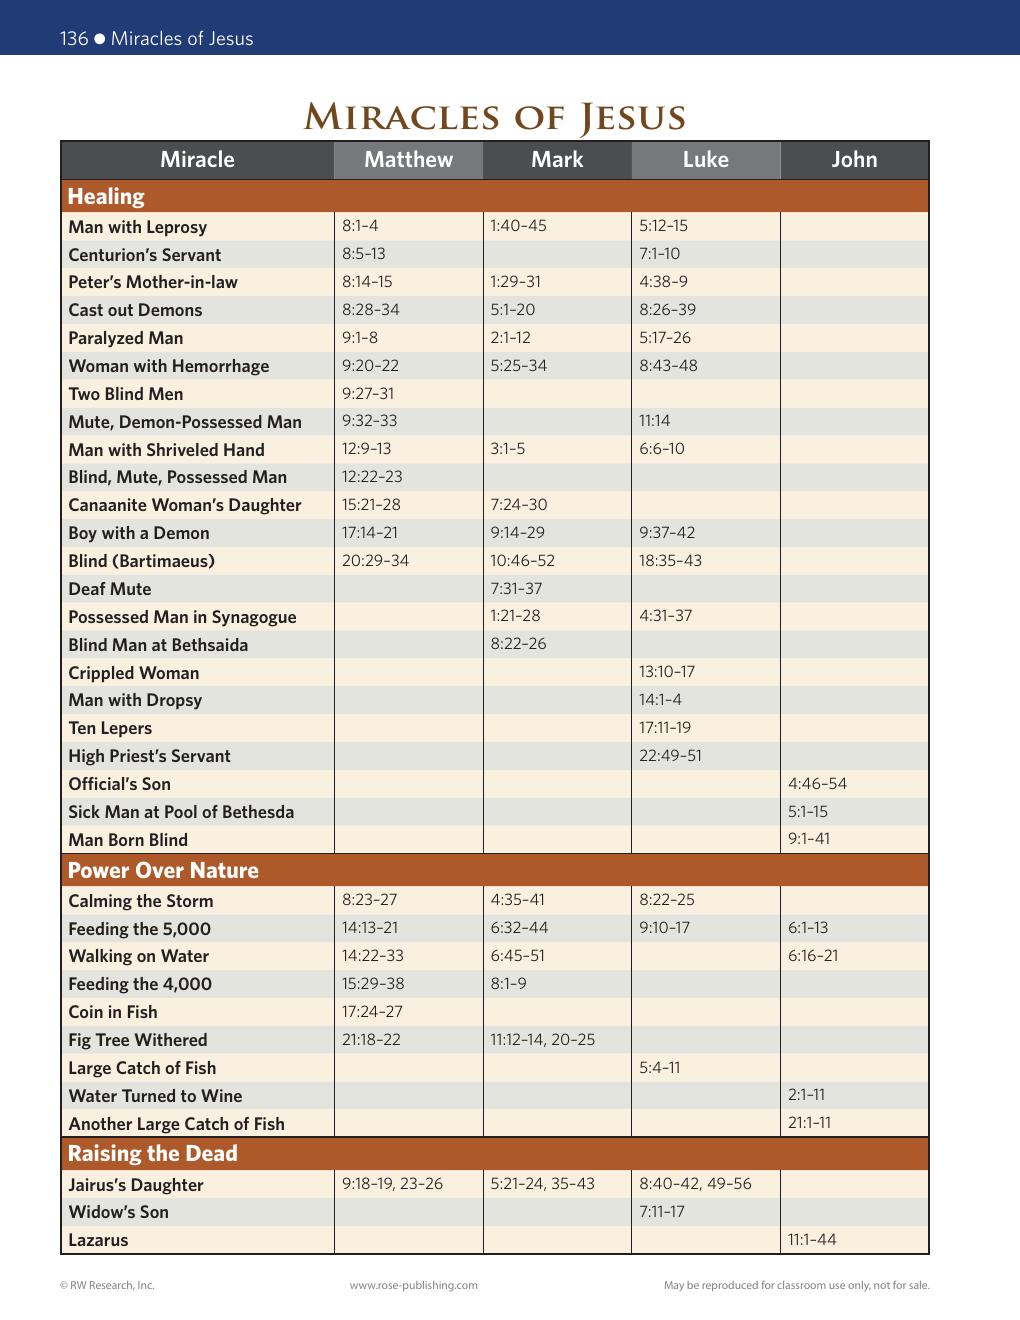 136 ● Miracles of Jesus
Miracles of Jesus
Miracle Matthew Mark Luke John
Healing
Man with Leprosy 8:1–4 1:40–45 5:12–15
Centurion’s Servant 8:5–13 7:1–10
Peter’s Mother-in-law 8:14–15 1:29–31 4:38–9
Cast out Demons 8:28–34 5:1–20 8:26–39
Paralyzed Man 9:1–8 2:1–12 5:17–26
Woman with Hemorrhage 9:20–22 5:25–34 8:43–48
Two Blind Men 9:27–31
Mute, Demon-Possessed Man 9:32–33 11:14
Man with Shriveled Hand 12:9–13 3:1–5 6:6–10
Blind, Mute, Possessed Man 12:22–23
Canaanite Woman’s Daughter 15:21–28 7:24–30
Boy with a Demon 17:14–21 9:14–29 9:37–42
Blind (Bartimaeus) 20:29–34 10:46–52 18:35–43
Deaf Mute 7:31–37
Possessed Man in Synagogue 1:21–28 4:31–37
Blind Man at Bethsaida 8:22–26
Crippled Woman 13:10–17
Man with Dropsy 14:1–4
Ten Lepers 17:11–19
High Priest’s Servant 22:49–51
Official’s Son 4:46–54
Sick Man at Pool of Bethesda 5:1–15
Man Born Blind 9:1–41
Power Over Nature
Calming the Storm 8:23–27 4:35–41 8:22–25
Feeding the 5,000 14:13–21 6:32–44 9:10–17 6:1–13
Walking on Water 14:22–33 6:45–51 6:16–21
Feeding the 4,000 15:29–38 8:1–9
Coin in Fish 17:24–27
Fig Tree Withered 21:18–22 11:12–14, 20–25
Large Catch of Fish 5:4–11
Water Turned to Wine 2:1–11
Another Large Catch of Fish 21:1–11
Raising the Dead
Jairus’s Daughter 9:18–19, 23–26 5:21–24, 35–43 8:40–42, 49–56
Widow’s Son 7:11–17
Lazarus 11:1–44
© RW Research, Inc. www.rose-publishing.com May be reproduced for classroom use only, not for sale.